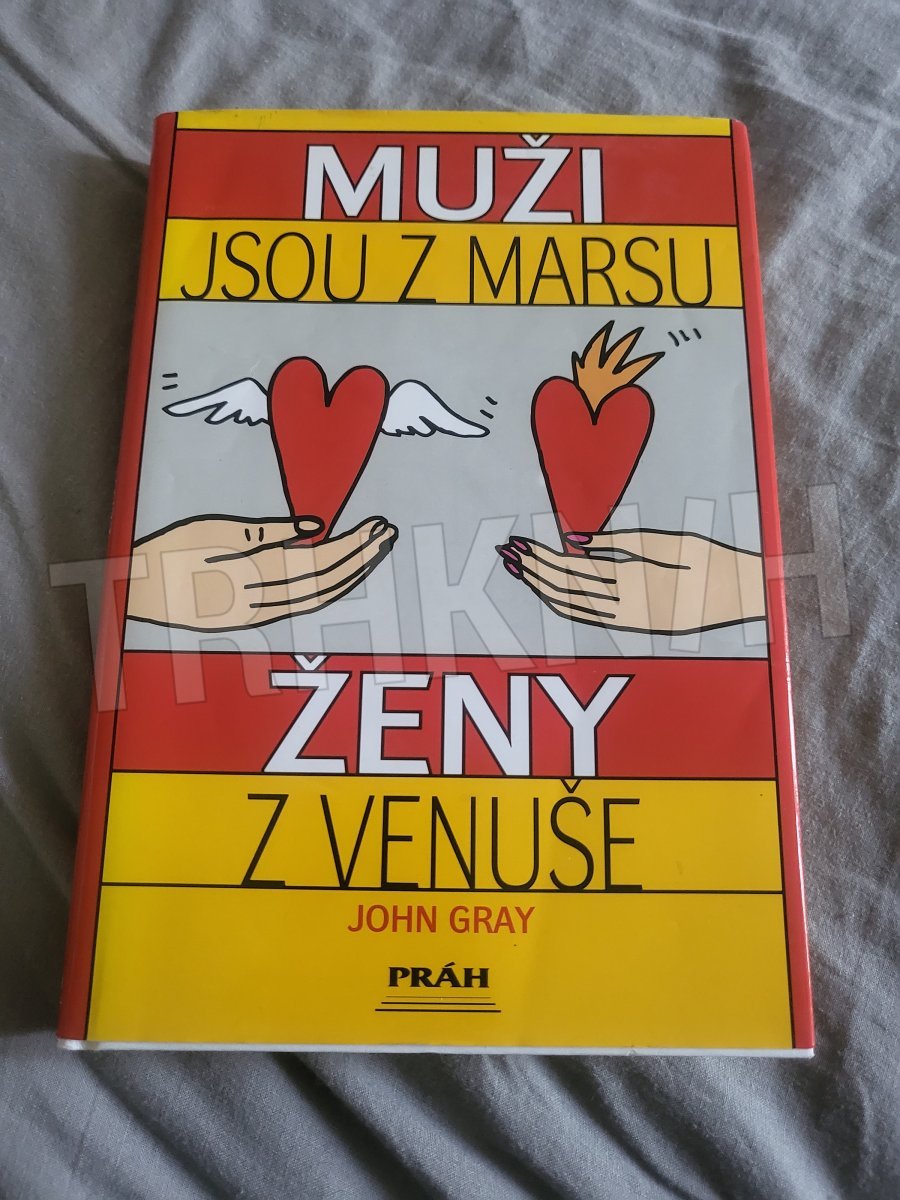 MUŽI
JSOU Z MARSU
TRHKNIH
ŽENY
Z VENUŠE
JOHN GRAY
PRÁH